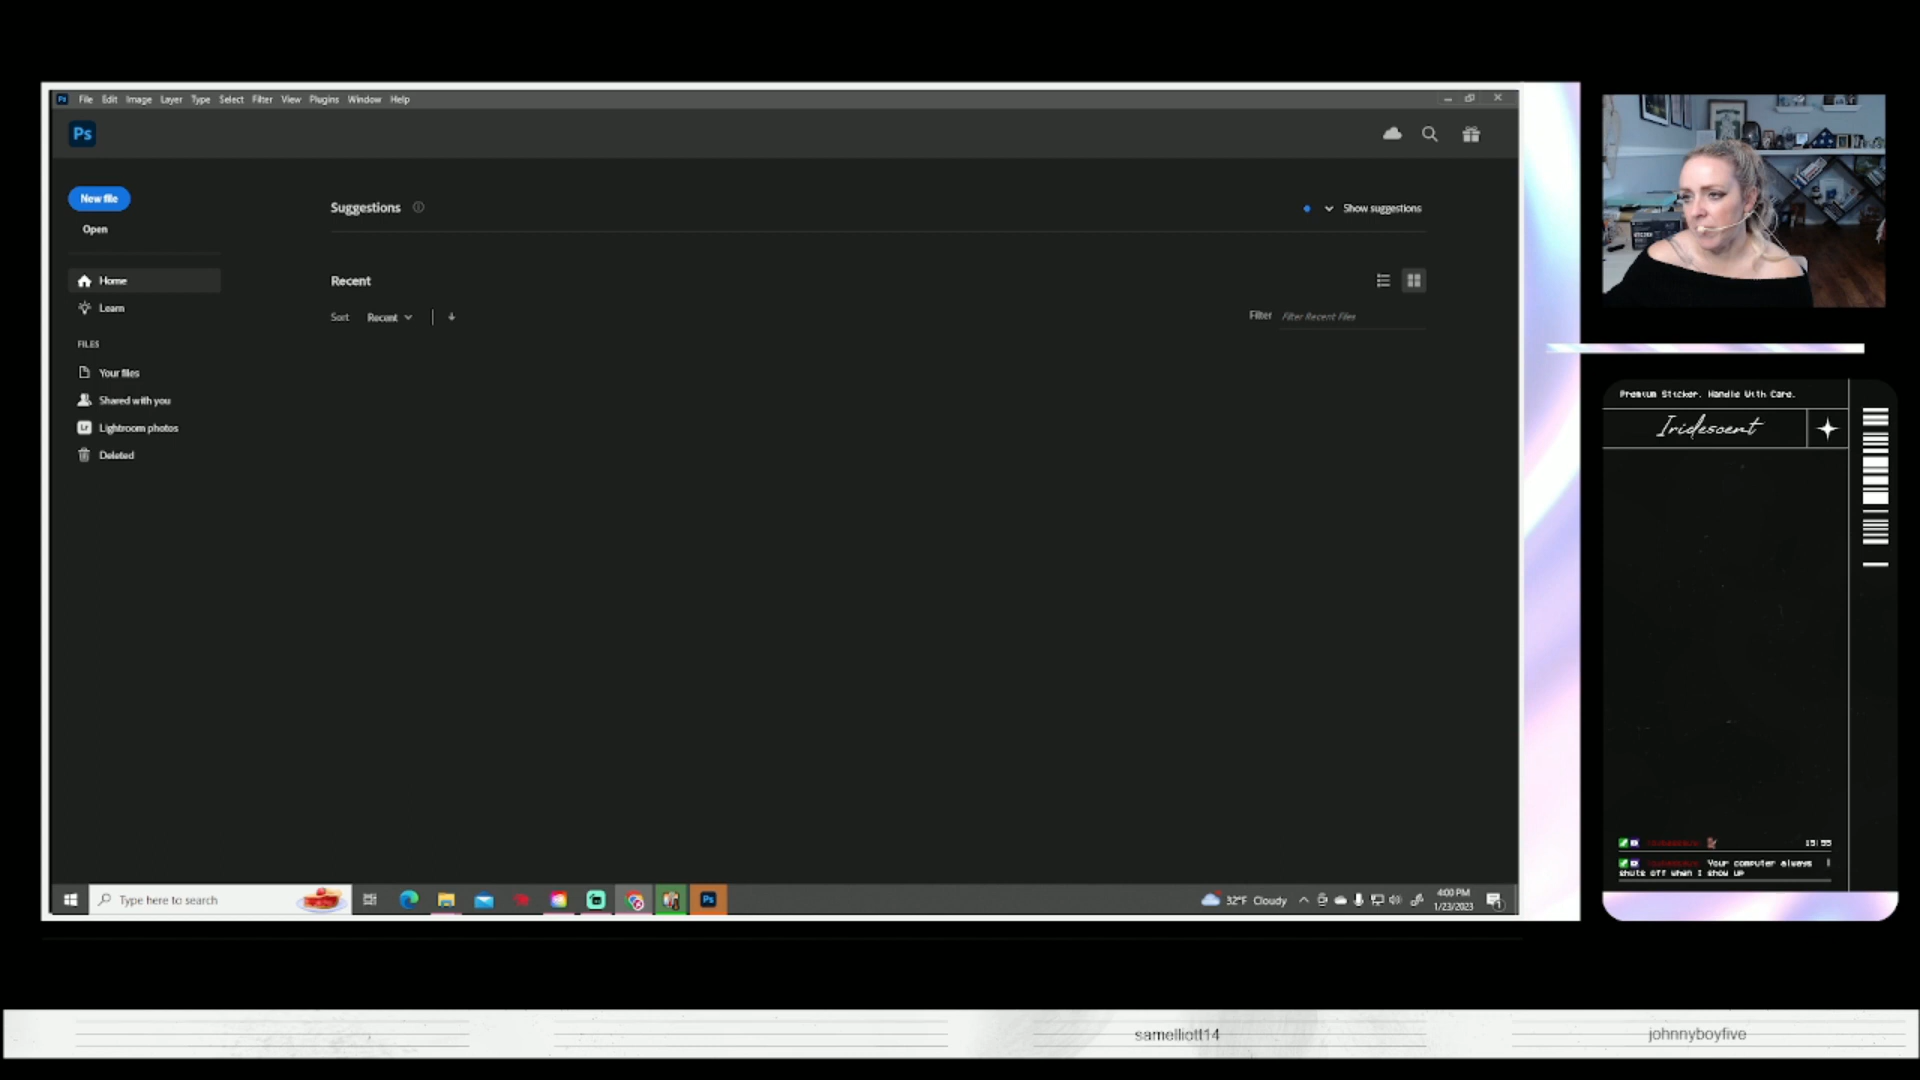 Ps File Edit Image Layer Type Select Filter View Plugins Window Help
Ps
New file
Open
Home
Learn
FILES
Your files
Shared with you
Lr Lightroom photos
Deleted
Suggestions
Show suggestions
Recent
Sort Recent
Filter Filter Recent Files
Type here to search
Ps
32°F Cloudy
4:00 PM
1/23/2023
Premium Sticker. Handle With Care.
Iridescent
Your computer always
shuts off when I show up
samelliott14
johnnyboyfive